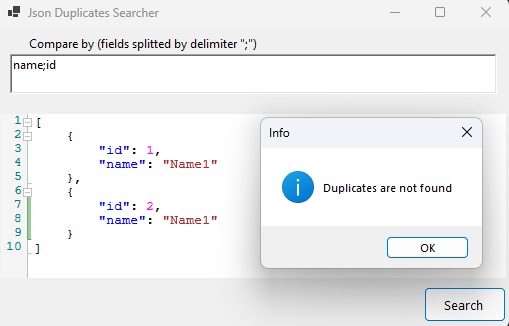 Json Duplicates Searcher
Compare by (fields splitted by delimiter ";")
name;id
1 [
2 {
3 "id": 1,
4 "name": "Name1"
5 },
6 {
7 "id": 2,
8 "name": "Name1"
9 }
10 ]
Info
Duplicates are not found
OK
Search